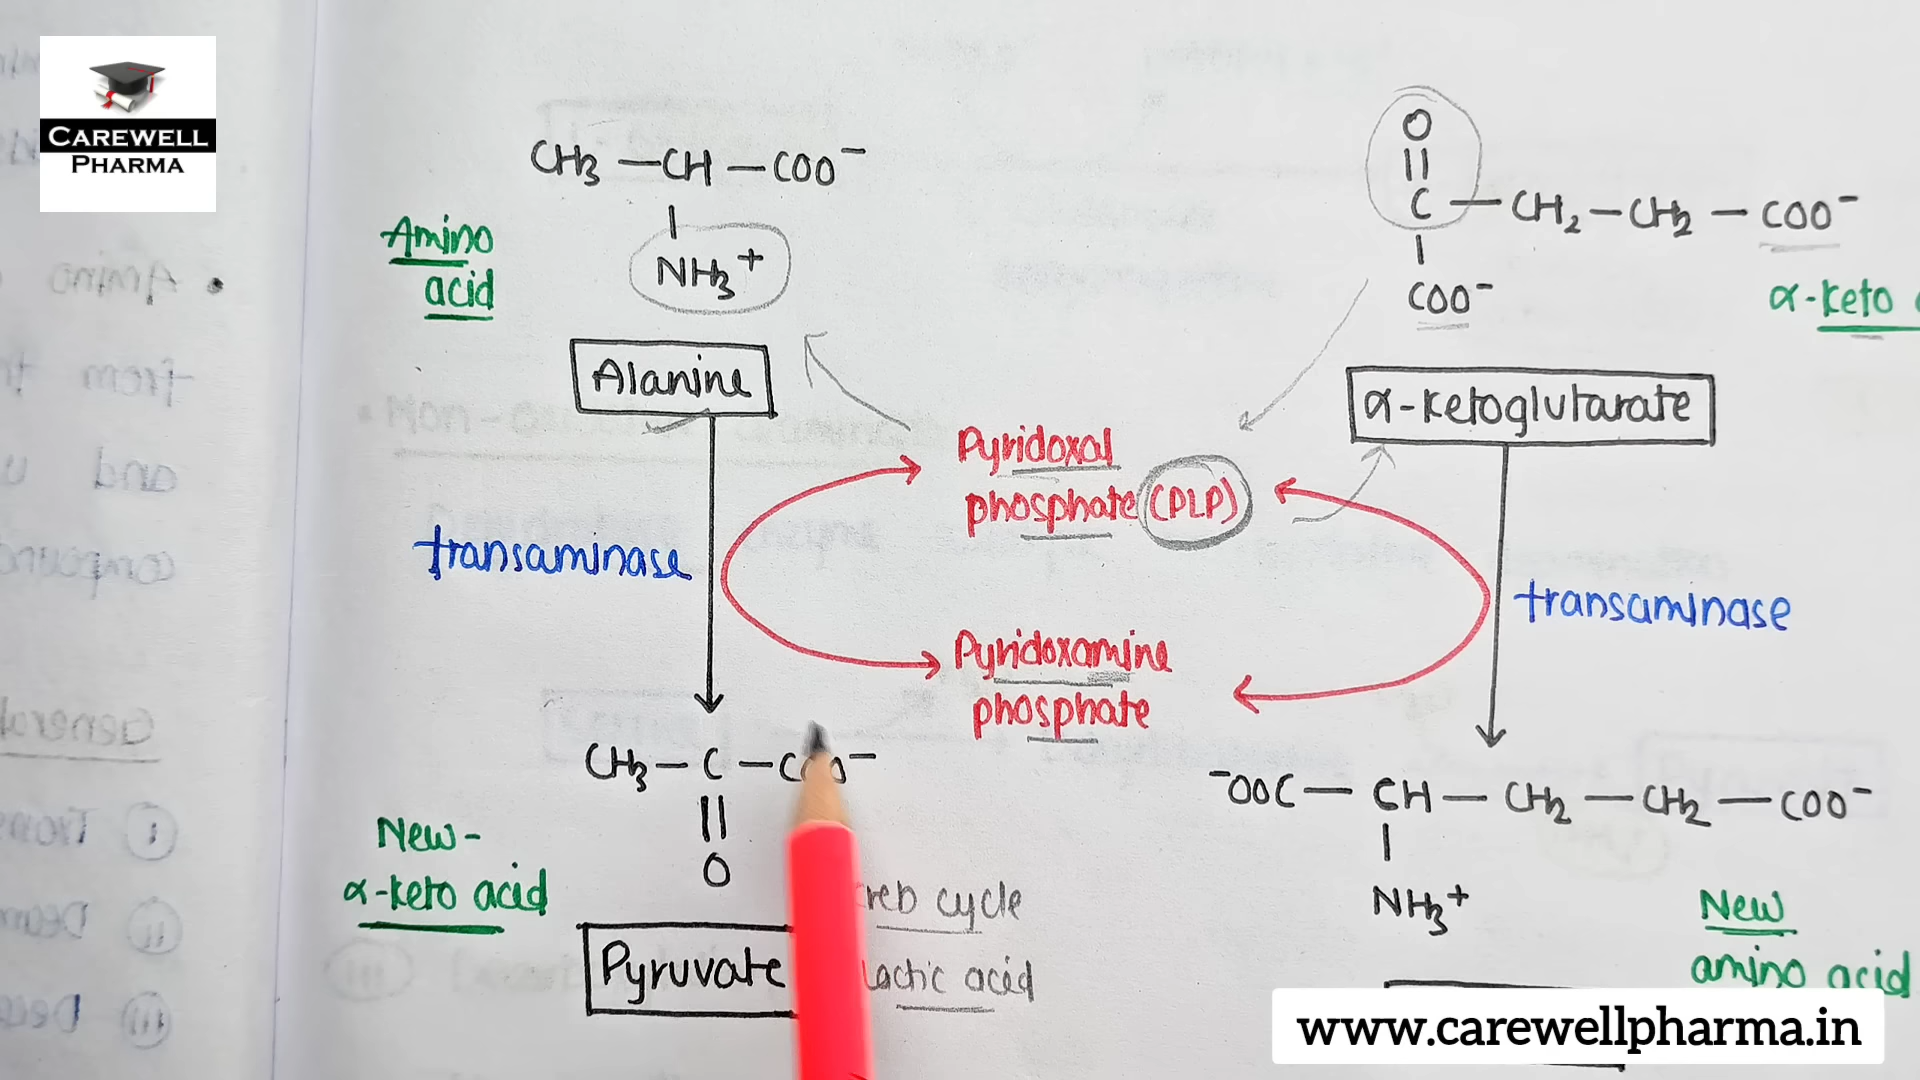 CAREWELL
PHARMA
CH3 — CH — COO⁻
NH3⁺
Amino
acid
Alanine
O
C — CH2 — CH2 — COO⁻
COO⁻
α-keto
α-ketoglutarate
Pyridoxal
phosphate (PLP)
transaminase
transaminase
Pyridoxamine
phosphate
CH3 — C — COO⁻
O
New-
α-keto acid
Pyruvate
creb cycle
lactic acid
⁻OOC — CH — CH2 — CH2 — COO⁻
NH3⁺
New
amino acid
www.carewellpharma.in